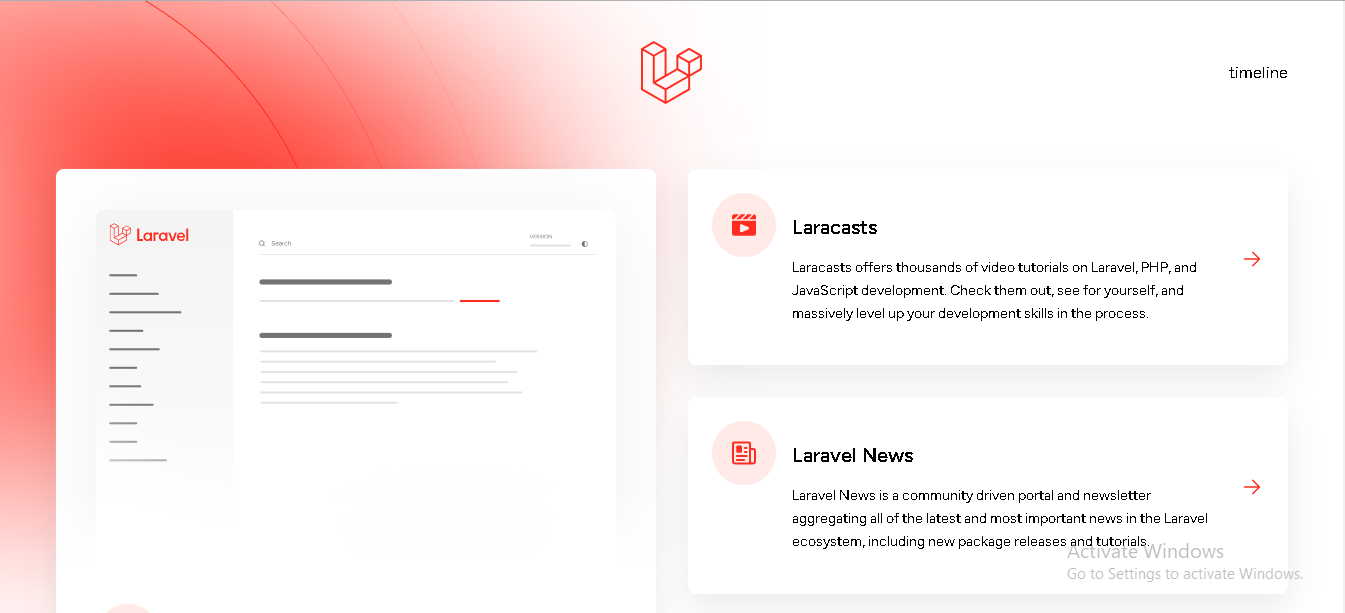 timeline
Laravel
Search
VERSION
Laracasts
Laracasts offers thousands of video tutorials on Laravel, PHP, and
JavaScript development. Check them out, see for yourself, and
massively level up your development skills in the process.
Laravel News
Laravel News is a community driven portal and newsletter
aggregating all of the latest and most important news in the Laravel
ecosystem, including new package releases and tutorials.
Activate Windows
Go to Settings to activate Windows.